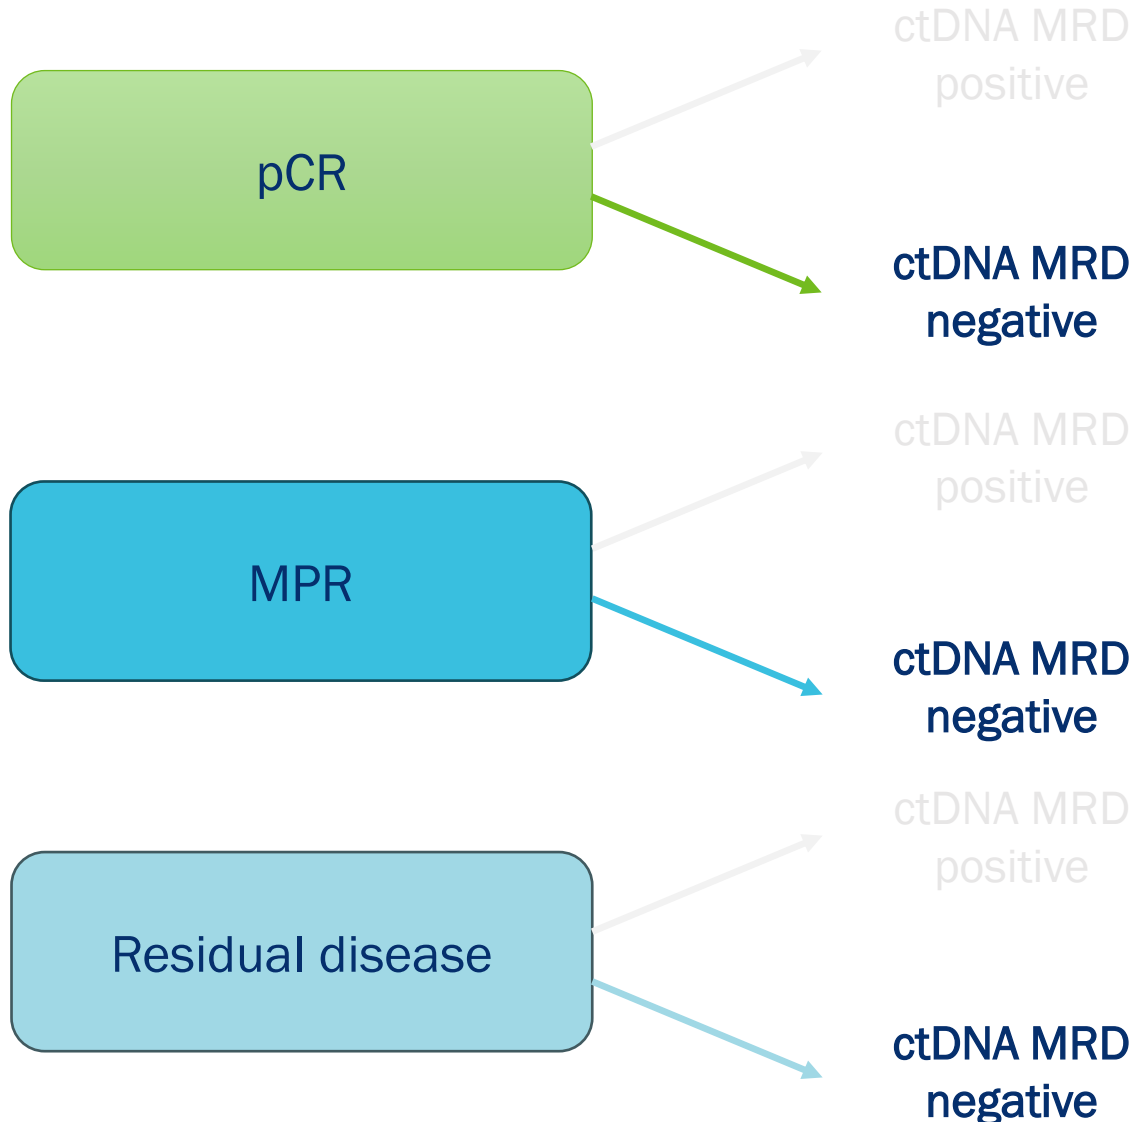 ctDNA MRD
positive
pCR
ctDNA MRD
negative
ctDNA MRD
positive
MPR
ctDNA MRD
negative
ctDNA MRD
positive
Residual disease
ctDNA MRD
negative